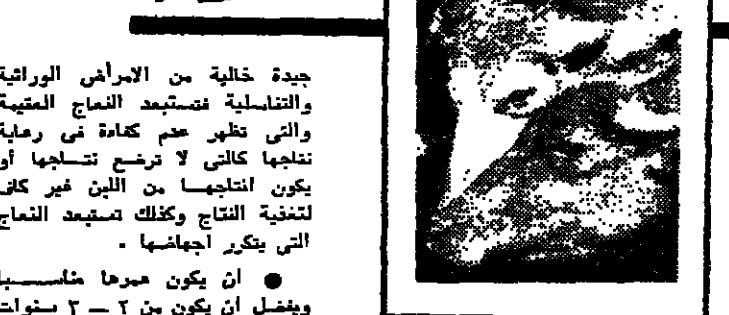 جيدة خالية من الامراض الوراثية
والتناسلية فتستبعد النعاج العقيمة
والتى تظهر عدم كفاءة فى رعاية
نتاجها كالتى لا ترضع نتاجها أو
يكون انتاجها من اللبن غير كاف
لتغذية النتاج وكذلك تستبعد النعاج
التى يتكرر اجهاضها .
● ان يكون عمرها مناسبا
ويفضل ان يكون من ٢ — ٣ سنوات